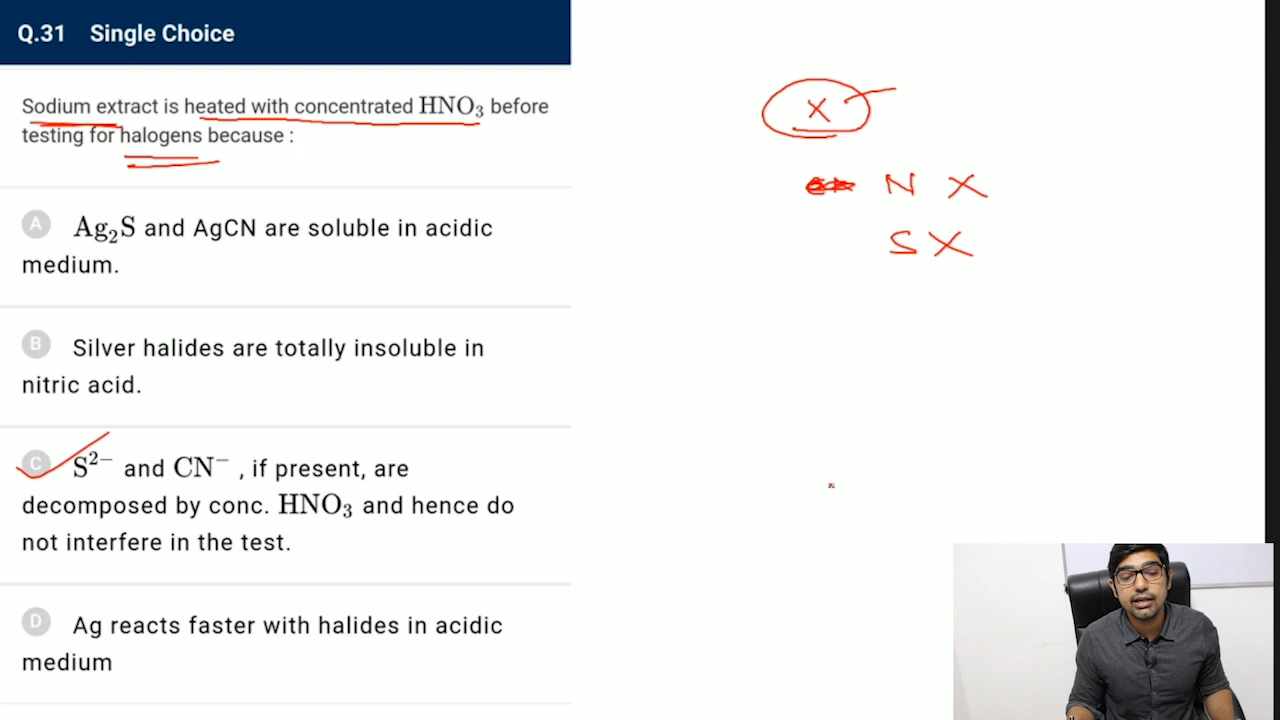 Q.31 Single Choice
Sodium extract is heated with concentrated HNO₃ before
testing for halogens because :
A Ag₂S and AgCN are soluble in acidic
medium.
B Silver halides are totally insoluble in
nitric acid.
C S²⁻ and CN⁻ , if present, are
decomposed by conc. HNO₃ and hence do
not interfere in the test.
D Ag reacts faster with halides in acidic
medium
X
N X
S X